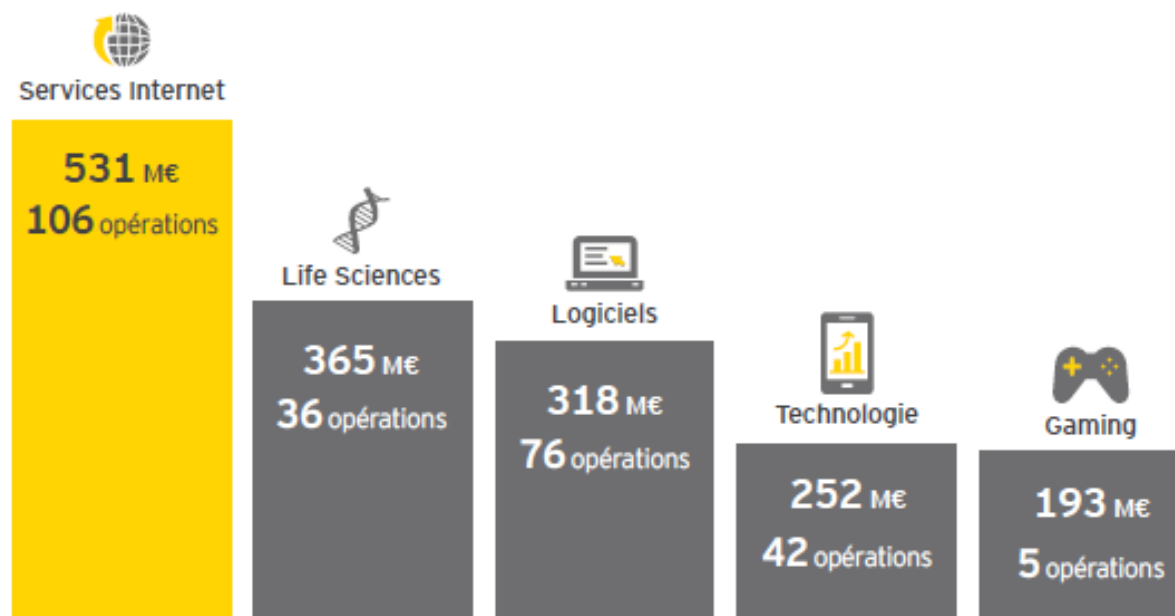 Services Internet
531 M€
106 opérations
Life Sciences
365 M€
36 opérations
Logiciels
318 M€
76 opérations
Technologie
252 M€
42 opérations
Gaming
193 M€
5 opérations